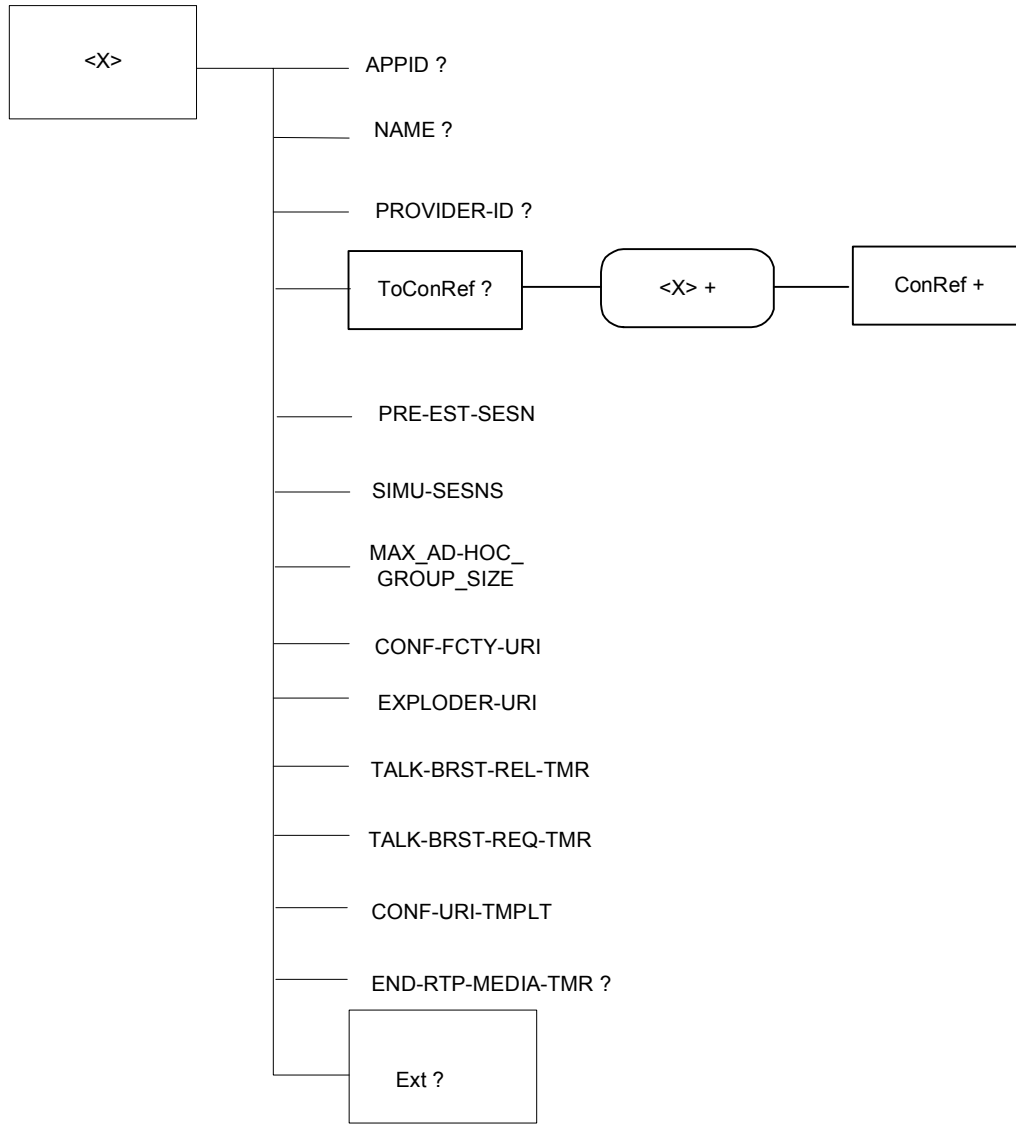 <X>
APPID ?
NAME ?
PROVIDER-ID ?
ToConRef ?
<X> +
ConRef +
PRE-EST-SESN
SIMU-SESNS
MAX_AD-HOC_
GROUP_SIZE
CONF-FCTY-URI
EXPLODER-URI
TALK-BRST-REL-TMR
TALK-BRST-REQ-TMR
CONF-URI-TMPLT
END-RTP-MEDIA-TMR ?
Ext ?